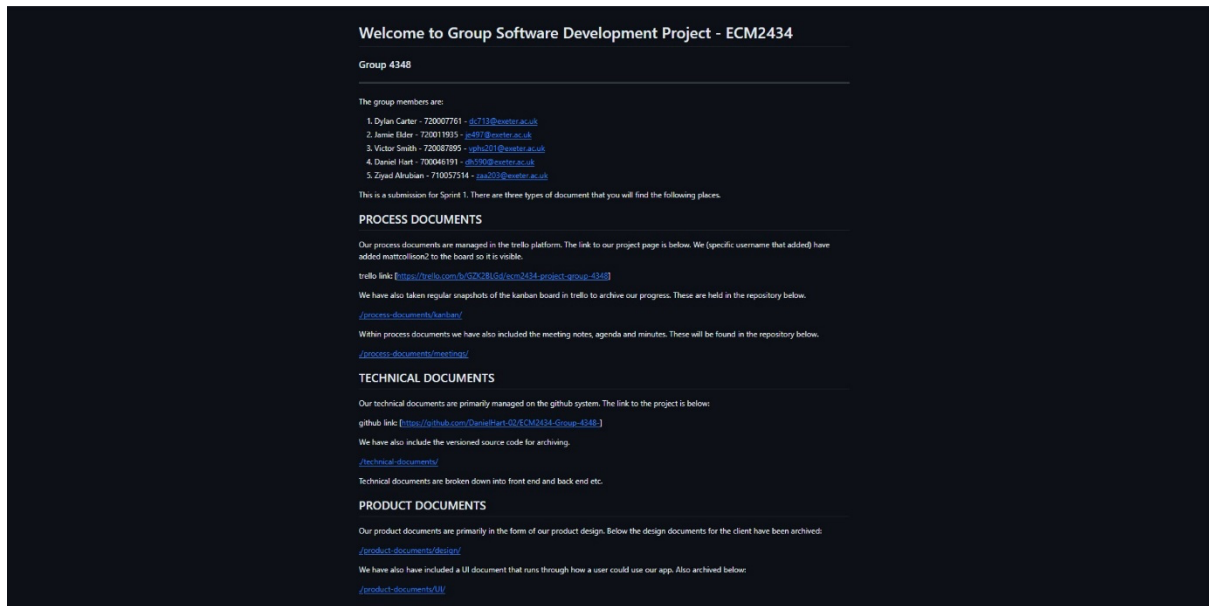 Welcome to Group Software Development Project - ECM2434
Group 4348
The group members are:
1. Dylan Carter - 720007761 - dc713@exeter.ac.uk
2. Jamie Elder - 720011935 - je497@exeter.ac.uk
3. Victor Smith - 720087895 - vphs201@exeter.ac.uk
4. Daniel Hart - 700046191 - dh590@exeter.ac.uk
5. Ziyad Alrubian - 710057514 - zaa203@exeter.ac.uk
This is a submission for Sprint 1. There are three types of document that you will find the following places.
PROCESS DOCUMENTS
Our process documents are managed in the trello platform. The link to our project page is below. We (specific username that added) have
added mattcollison2 to the board so it is visible.
trello link: [https://trello.com/b/GZK2BLGd/ecm2434-project-group-4348]
We have also taken regular snapshots of the kanban board in trello to archive our progress. These are held in the repository below.
./process-documents/kanban/
Within process documents we have also included the meeting notes, agenda and minutes. These will be found in the repository below.
./process-documents/meetings/
TECHNICAL DOCUMENTS
Our technical documents are primarily managed on the github system. The link to the project is below:
github link: [https://github.com/DanielHart-02/ECM2434-Group-4348-]
We have also include the versioned source code for archiving.
./technical-documents/
Technical documents are broken down into front end and back end etc.
PRODUCT DOCUMENTS
Our product documents are primarily in the form of our product design. Below the design documents for the client have been archived:
./product-documents/design/
We have also have included a UI document that runs through how a user could use our app. Also archived below:
./product-documents/UI/